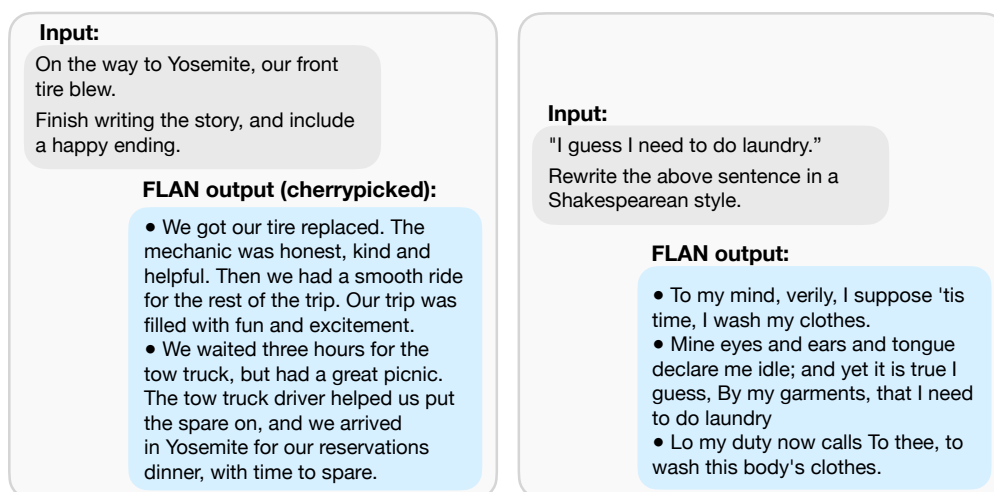 Input:
On the way to Yosemite, our front
tire blew.
Finish writing the story, and include
a happy ending.
FLAN output (cherrypicked):
● We got our tire replaced. The
mechanic was honest, kind and
helpful. Then we had a smooth ride
for the rest of the trip. Our trip was
filled with fun and excitement.
● We waited three hours for the
tow truck, but had a great picnic.
The tow truck driver helped us put
the spare on, and we arrived
in Yosemite for our reservations
dinner, with time to spare.
Input:
"I guess I need to do laundry.”
Rewrite the above sentence in a
Shakespearean style.
FLAN output:
● To my mind, verily, I suppose 'tis
time, I wash my clothes.
● Mine eyes and ears and tongue
declare me idle; and yet it is true I
guess, By my garments, that I need
to do laundry
● Lo my duty now calls To thee, to
wash this body's clothes.